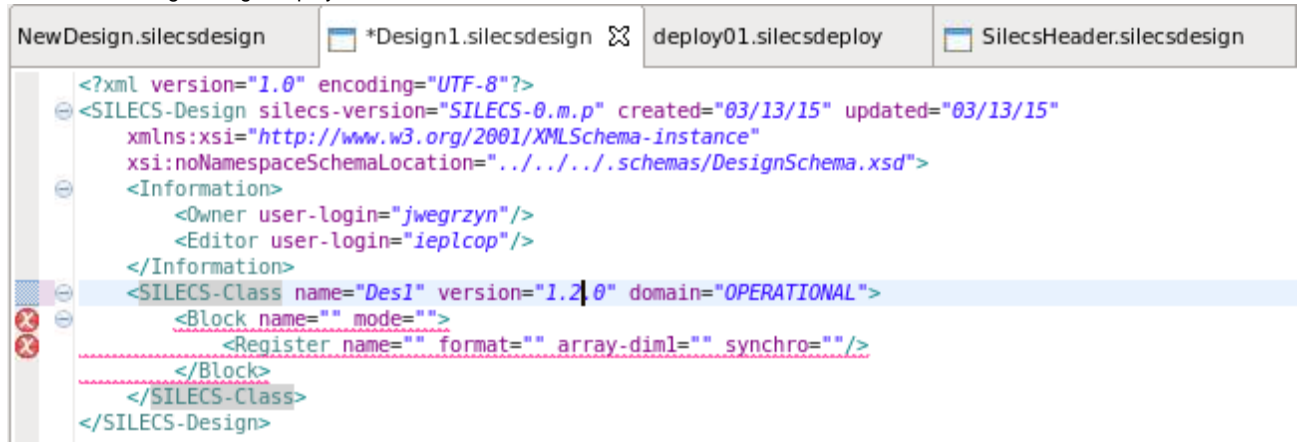 NewDesign.silecsdesign *Design1.silecsdesign deploy01.silecsdeploy SilecsHeader.silecsdesign
<?xml version="1.0" encoding="UTF-8"?>
<SILECS-Design silecs-version="SILECS-0.m.p" created="03/13/15" updated="03/13/15"
xmlns:xsi="http://www.w3.org/2001/XMLSchema-instance"
xsi:noNamespaceSchemaLocation="../../../.schemas/DesignSchema.xsd">
<Information>
<Owner user-login="jwegrzyn"/>
<Editor user-login="ieplcop"/>
</Information>
<SILECS-Class name="Des1" version="1.2.0" domain="OPERATIONAL">
<Block name="" mode="">
<Register name="" format="" array-dim1="" synchro=""/>
</Block>
</SILECS-Class>
</SILECS-Design>